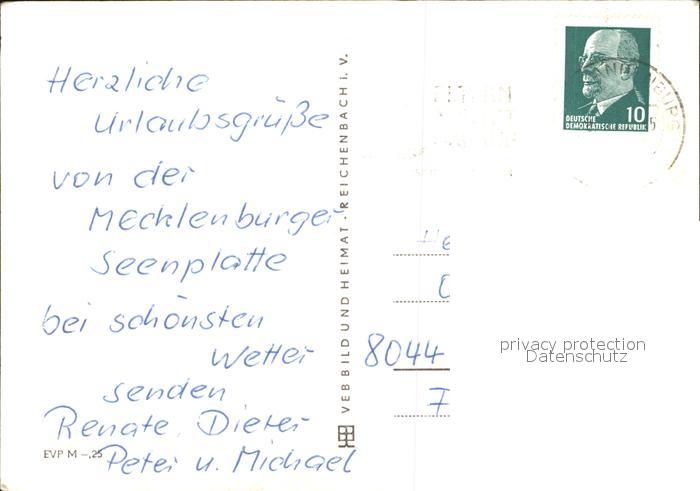 Herzliche
Urlaubsgrüße
von der
Mecklenburger
Seenplatte
bei schönsten
Wetter
senden
Renate, Dieter
Peter u. Michael
EVP M –,25
VEB BILD UND HEIMAT · REICHENBACH I. V.
10
DEUTSCHE
DEMOKRATISCHE REPUBLIK
He
8044
privacy protection
Datenschutz